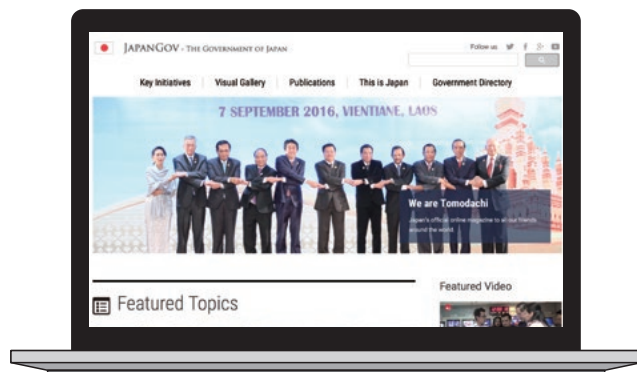 JAPANGOV - THE GOVERNMENT OF JAPAN
Follow us
Key Initiatives Visual Gallery Publications This is Japan Government Directory
7 SEPTEMBER 2016, VIENTIANE, LAOS
We are Tomodachi
Japan's official online magazine to all our friends
around the world
Featured Topics
Featured Video